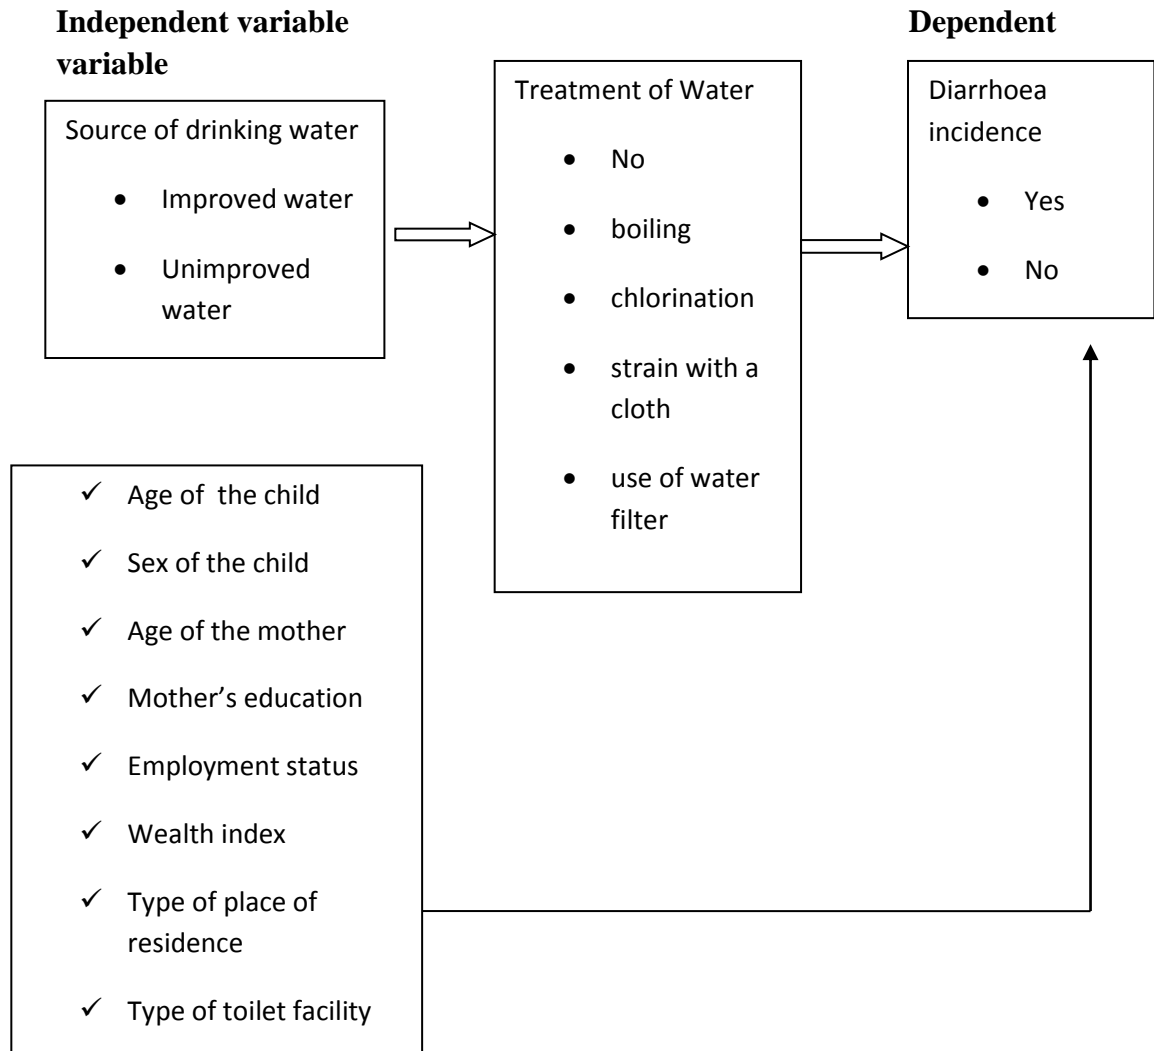 Independent variable
variable
Dependent
Source of drinking water
• Improved water
• Unimproved
water
Treatment of Water
• No
• boiling
• chlorination
• strain with a
cloth
• use of water
filter
Diarrhoea
incidence
• Yes
• No
✓ Age of the child
✓ Sex of the child
✓ Age of the mother
✓ Mother’s education
✓ Employment status
✓ Wealth index
✓ Type of place of
residence
✓ Type of toilet facility